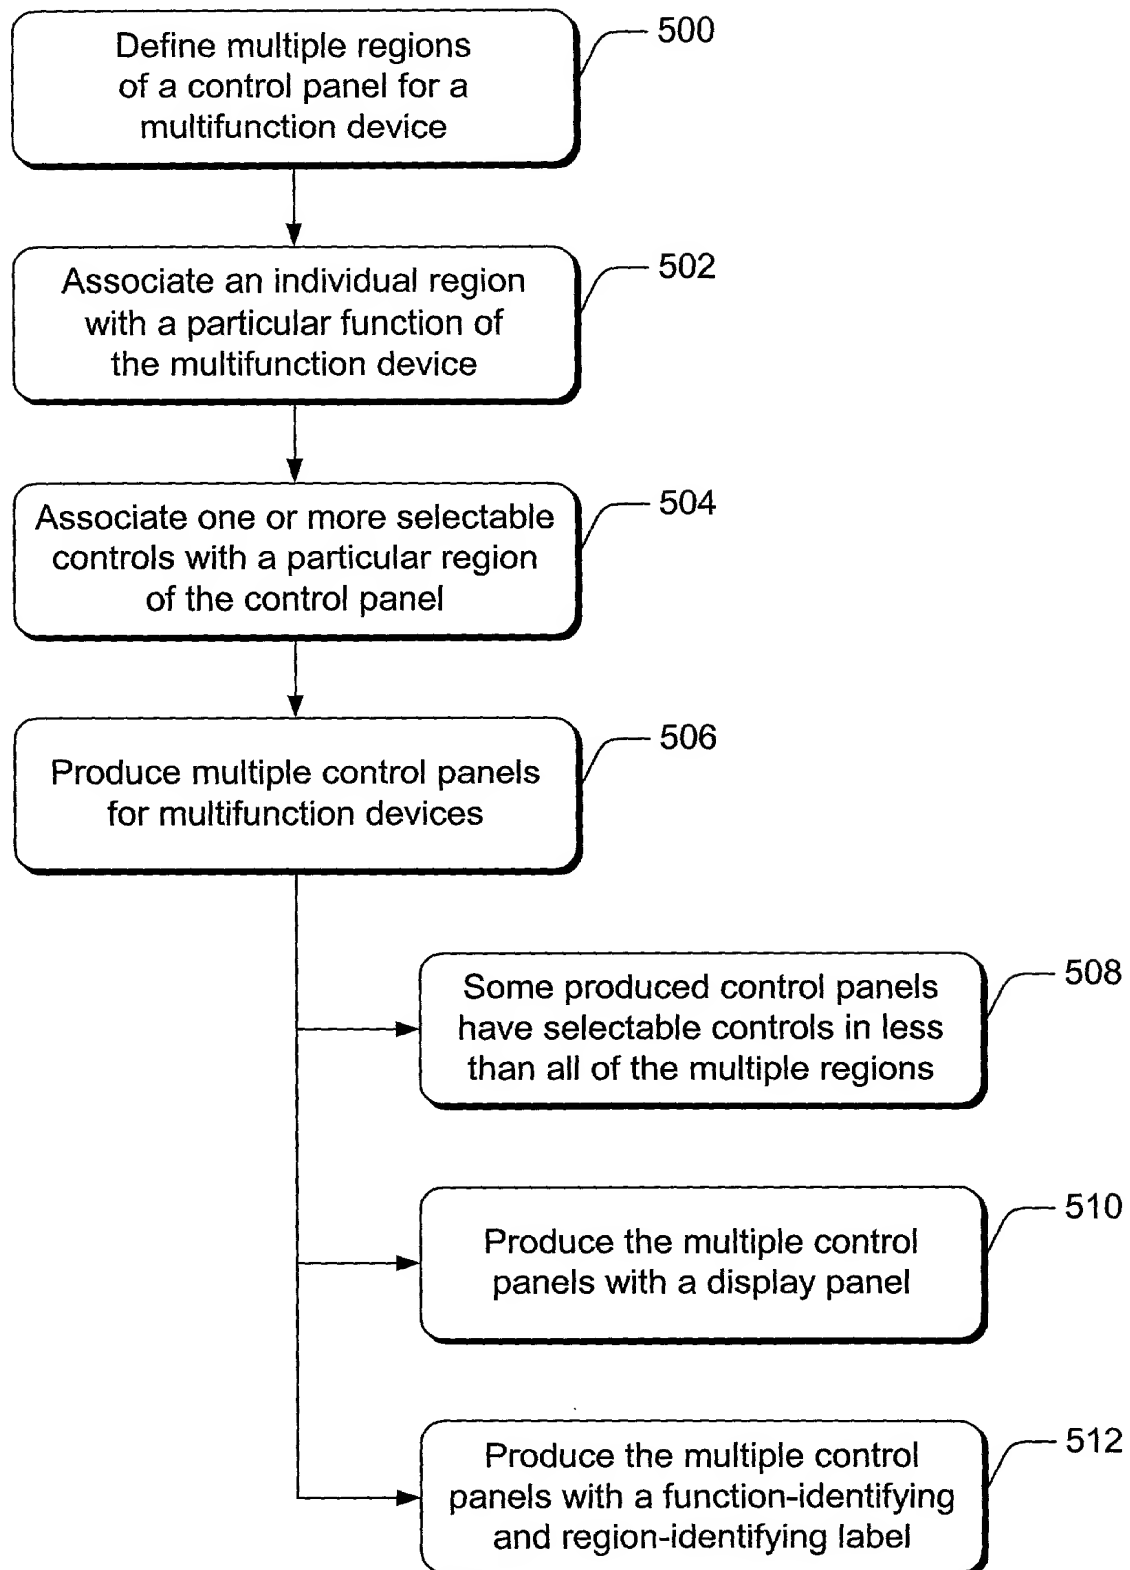 Define multiple regions
of a control panel for a
multifunction device
500
Associate an individual region
with a particular function of
the multifunction device
502
Associate one or more selectable
controls with a particular region
of the control panel
504
Produce multiple control panels
for multifunction devices
506
Some produced control panels
have selectable controls in less
than all of the multiple regions
508
Produce the multiple control
panels with a display panel
510
Produce the multiple control
panels with a function-identifying
and region-identifying label
512